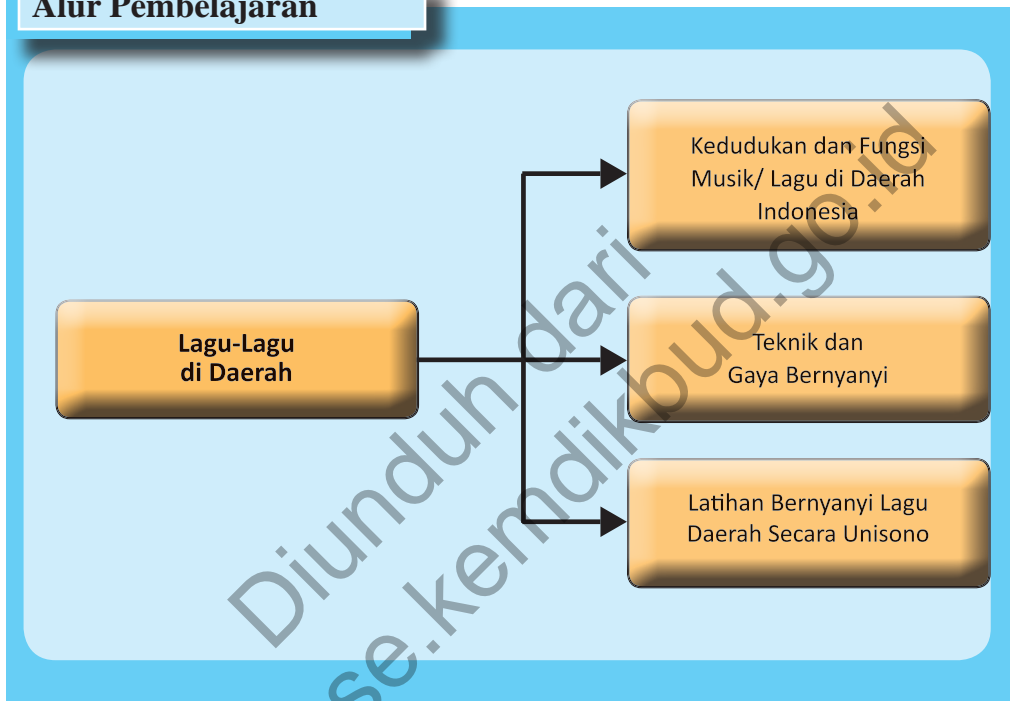 Alur Pembelajaran
Lagu-Lagu
di Daerah
Kedudukan dan Fungsi
Musik/ Lagu di Daerah
Indonesia
Teknik dan
Gaya Bernyanyi
Latihan Bernyanyi Lagu
Daerah Secara Unisono
Diunduh dari
se.kemdikbud.go.id